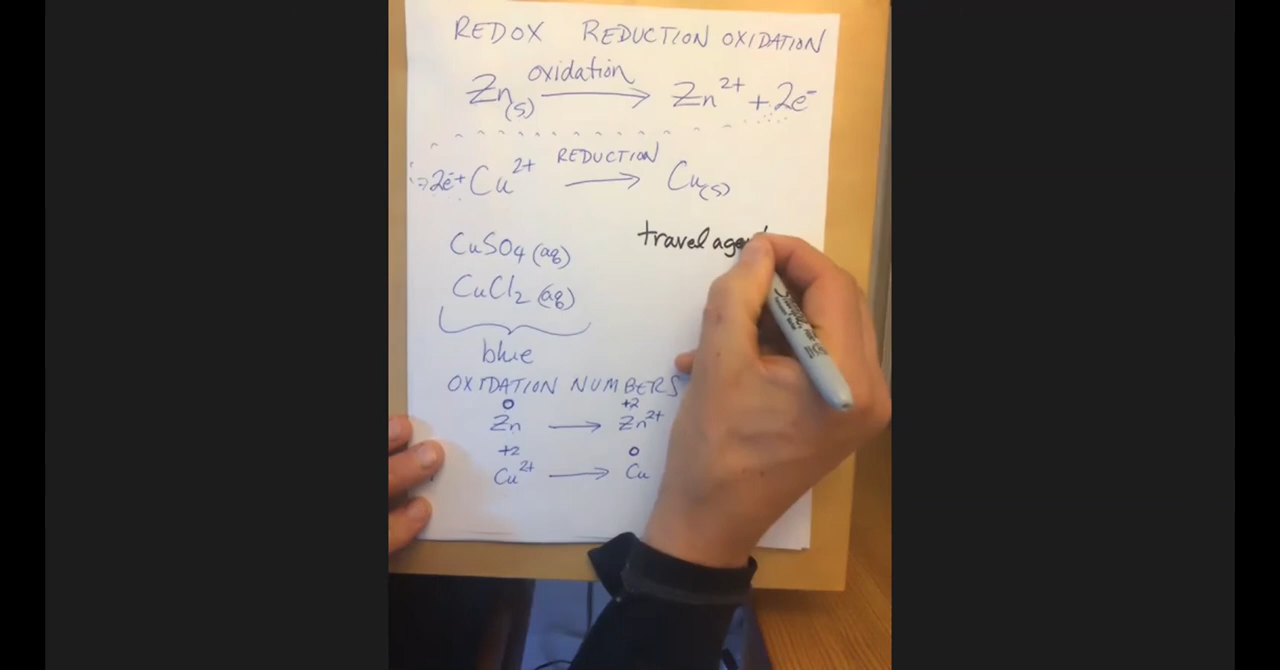 REDOX REDUCTION OXIDATION
Zn(s) oxidation → Zn2+ + 2e-
2e- + Cu2+ REDUCTION → Cu(s)
travel agen
CuSO4 (aq)
CuCl2 (aq)
blue
OXIDATION NUMBERS
0 +2
Zn → Zn2+
+2 0
Cu2+ → Cu